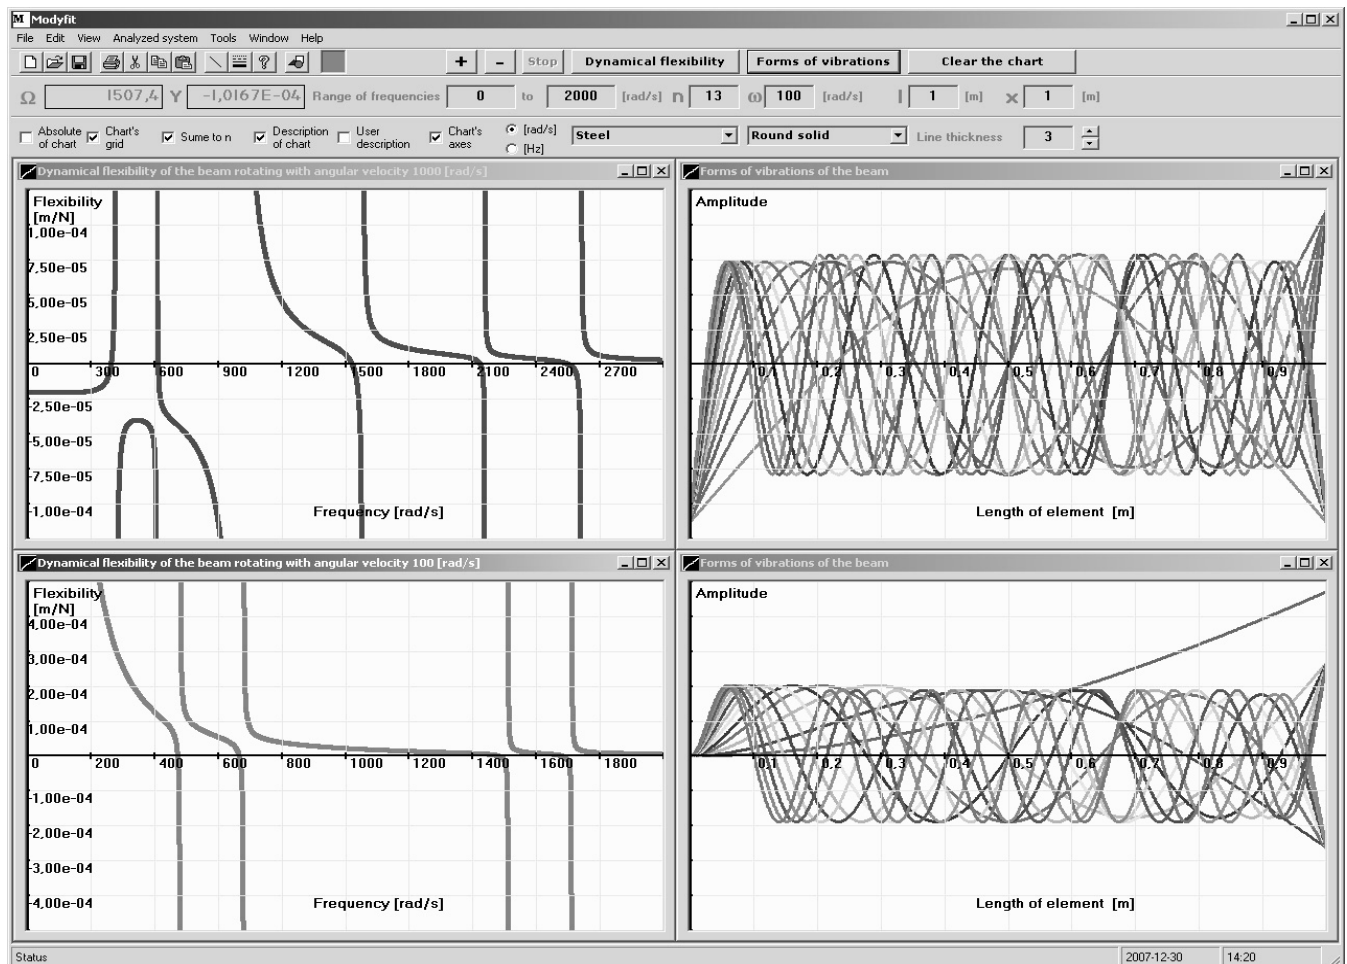 M Modyfit
File Edit View Analyzed system Tools Window Help
+ - Stop Dynamical flexibility Forms of vibrations Clear the chart
Ω 1507,4 Y -1,0167E-04 Range of frequencies 0 to 2000 [rad/s] n 13 ω 100 [rad/s] l 1 [m] x 1 [m]
Absolute of chart Chart's grid Sume to n Description of chart User description Chart's axes [rad/s] [Hz] Steel Round solid Line thickness 3
Dynamical flexibility of the beam rotating with angular velocity 1000 [rad/s]
Flexibility
[m/N]
1,00e-04
7,50e-05
5,00e-05
2,50e-05
0 300 600 900 1200 1500 1800 2100 2400 2700
-2,50e-05
-5,00e-05
-7,50e-05
-1,00e-04
Frequency [rad/s]
Forms of vibrations of the beam
Amplitude
0,1 0,2 0,3 0,4 0,5 0,6 0,7 0,8 0,9
Length of element [m]
Dynamical flexibility of the beam rotating with angular velocity 100 [rad/s]
Flexibility
[m/N]
4,00e-04
3,00e-04
2,00e-04
1,00e-04
0 200 400 600 800 1000 1200 1400 1600 1800
-1,00e-04
-2,00e-04
-3,00e-04
-4,00e-04
Frequency [rad/s]
Forms of vibrations of the beam
Amplitude
0,1 0,2 0,3 0,4 0,5 0,6 0,7 0,8 0,9
Length of element [m]
Status 2007-12-30 14:20